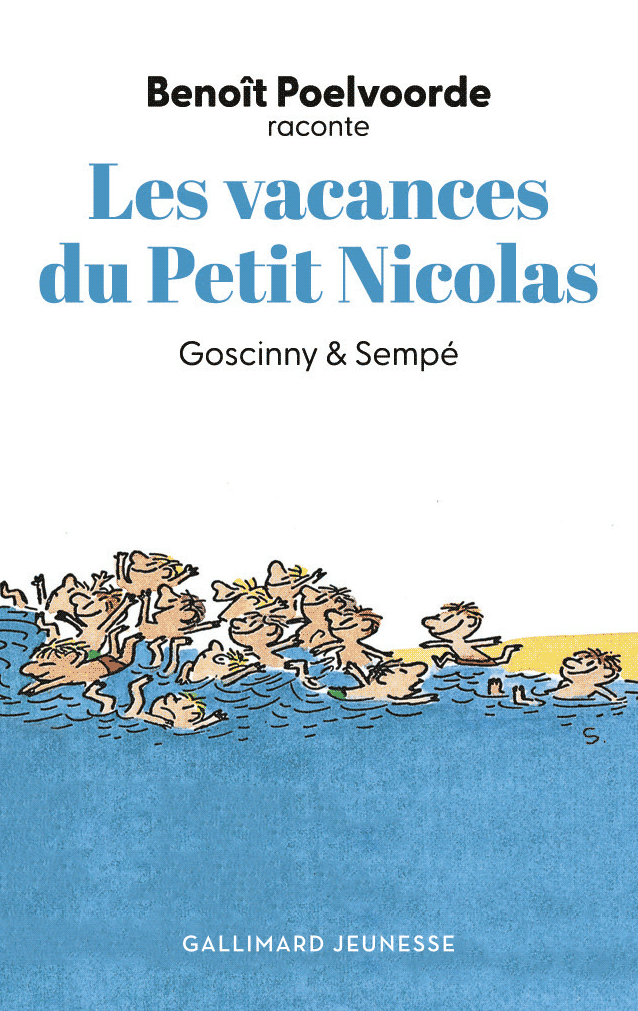 Benoît Poelvoorde
raconte
Les vacances
du Petit Nicolas
Goscinny & Sempé
S.
GALLIMARD JEUNESSE